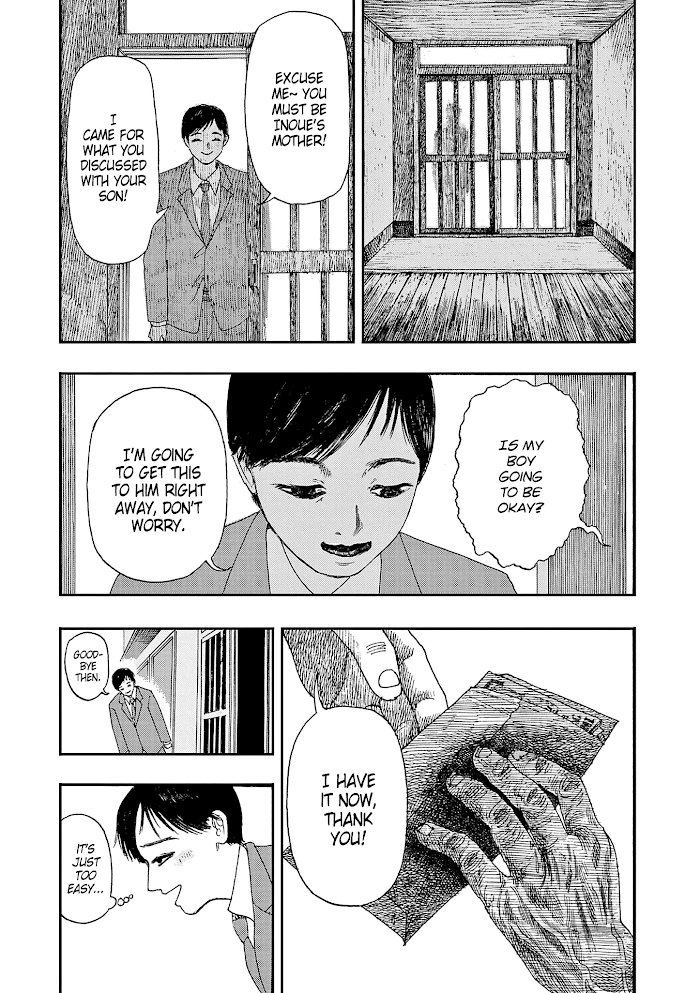 EXCUSE
ME~ YOU
MUST BE
INOUE'S
MOTHER!
I
CAME FOR
WHAT YOU
DISCUSSED
WITH YOUR
SON!
IS MY
BOY
GOING
TO BE
OKAY?
I'M GOING
TO GET THIS
TO HIM RIGHT
AWAY, DON'T
WORRY.
I HAVE
IT NOW,
THANK
YOU!
GOOD-
BYE
THEN.
IT'S
JUST
TOO
EASY...